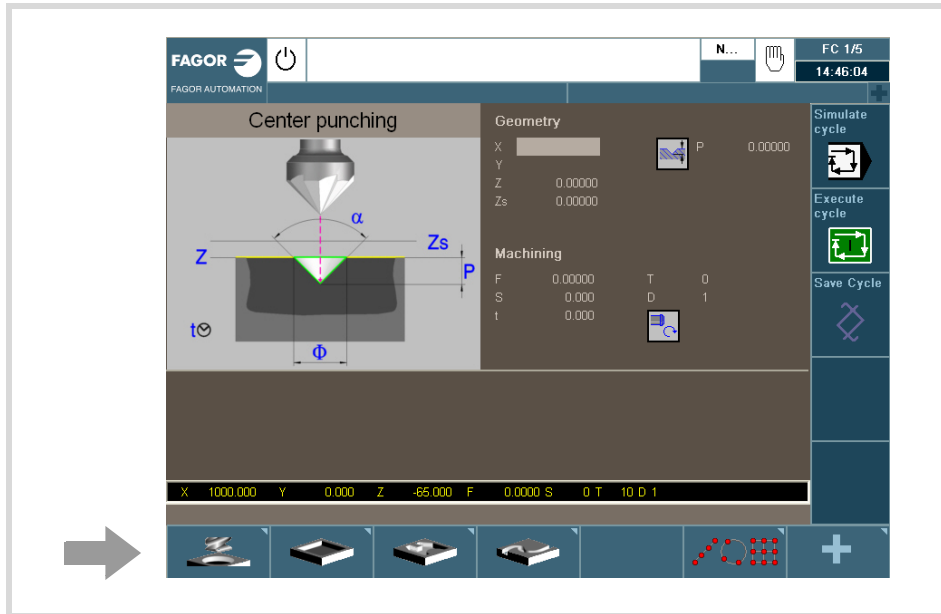 FAGOR
FAGOR AUTOMATION
N...
FC 1/5
14:46:04
Center punching
α
Z
Zs
P
t
Φ
Geometry
X
Y
Z 0.00000
Zs 0.00000
P 0.00000
Machining
F 0.00000 T 0
S 0.000 D 1
t 0.000
Simulate
cycle
Execute
cycle
Save Cycle
X 1000.000 Y 0.000 Z -65.000 F 0.0000 S 0 T 10 D 1